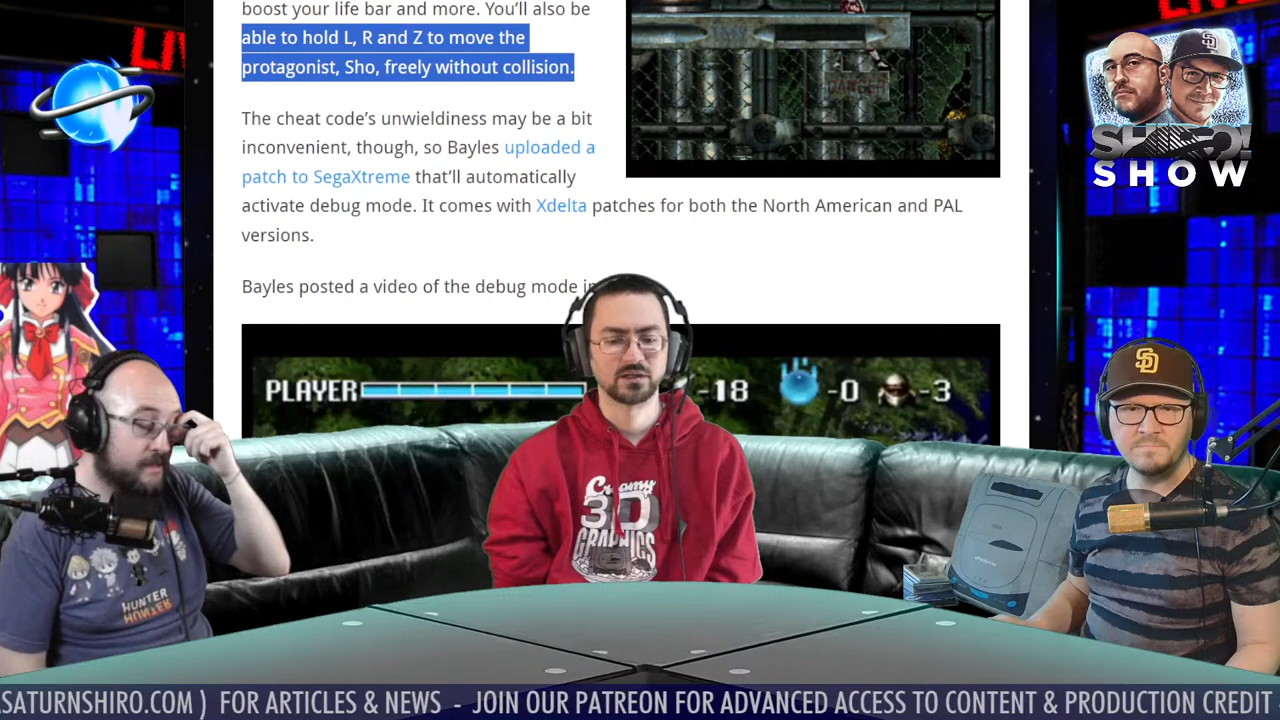 boost your life bar and more. You'll also be
able to hold L, R and Z to move the
protagonist, Sho, freely without collision.
The cheat code's unwieldiness may be a bit
inconvenient, though, so Bayles uploaded a
patch to SegaXtreme that'll automatically
activate debug mode. It comes with Xdelta patches for both the North American and PAL
versions.
Bayles posted a video of the debug mode in
DANGER
SHIRO!
SHOW
PLAYER
-18
-0
-3
SD
Creamy
3D
GRAPHICS
HUNTER
HUNTER
SATURNSHIRO.COM ) FOR ARTICLES & NEWS - JOIN OUR PATREON FOR ADVANCED ACCESS TO CONTENT & PRODUCTION CREDIT